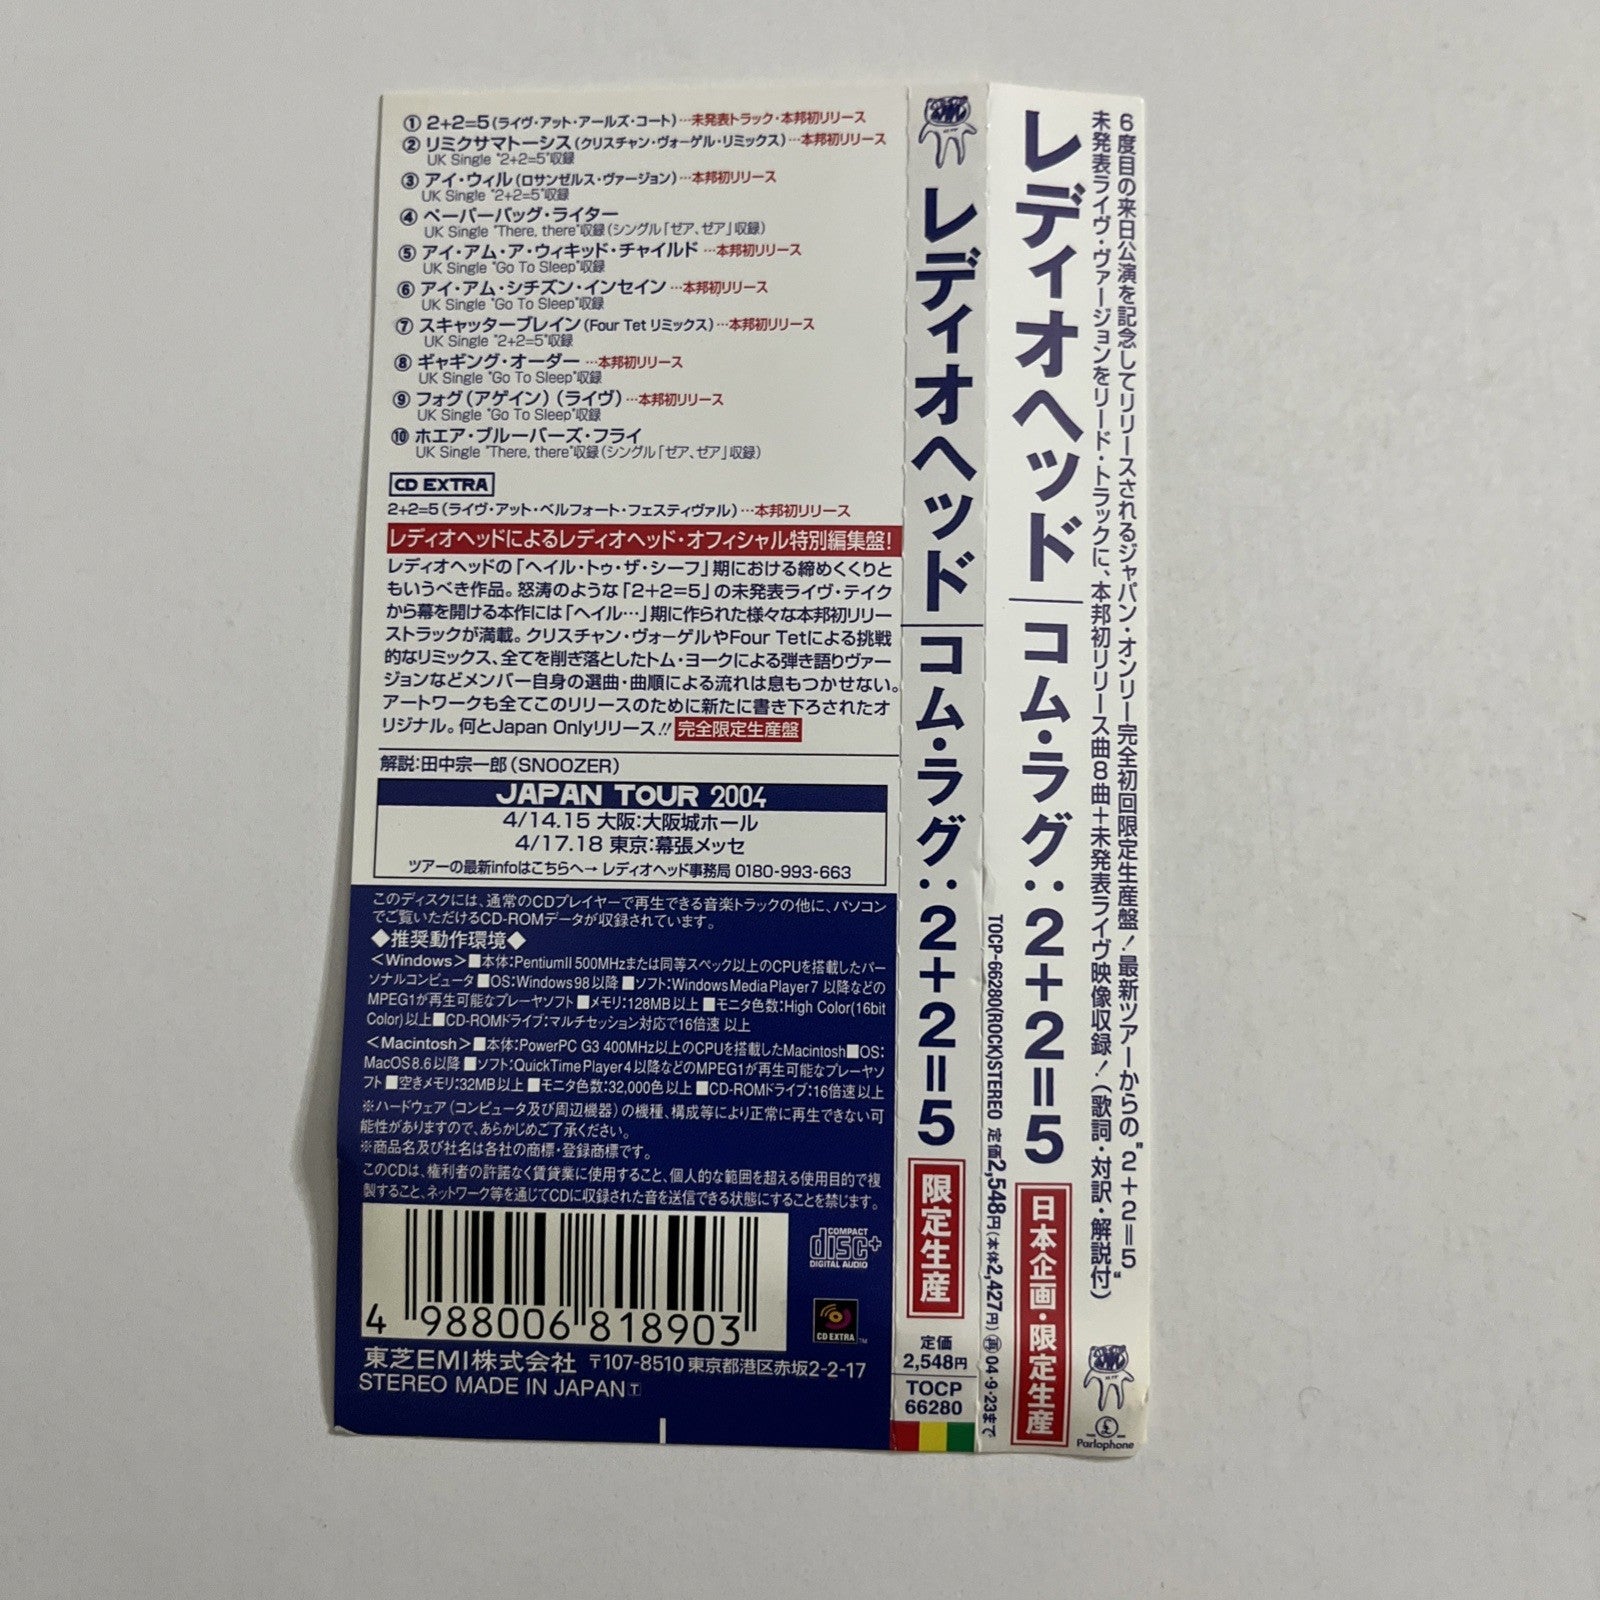 ① 2+2=5(ライヴ・アット・アールズ・コート)…未発表トラック・本邦初リリース
② リミクサマトーシス(クリスチャン・ヴォーゲル・リミックス)…本邦初リリース
UK Single "2+2=5"収録
③ アイ・ウィル(ロサンゼルス・ヴァージョン)…本邦初リリース
UK Single "2+2=5"収録
④ ペーパーバッグ・ライター
UK Single "There, there"収録(シングル「ゼア、ゼア」収録)
⑤ アイ・アム・ア・ウィキッド・チャイルド…本邦初リリース
UK Single "Go To Sleep"収録
⑥ アイ・アム・シチズン・インセイン…本邦初リリース
UK Single "Go To Sleep"収録
⑦ スキャッターブレイン(Four Tet リミックス)…本邦初リリース
UK Single "2+2=5"収録
⑧ ギャギング・オーダー…本邦初リリース
UK Single "Go To Sleep"収録
⑨ フォグ(アゲイン)(ライヴ)…本邦初リリース
UK Single "Go To Sleep"収録
⑩ ホエア・ブルーバーズ・フライ
UK Single "There, there"収録(シングル「ゼア、ゼア」収録)
CD EXTRA
2+2=5(ライヴ・アット・ベルフォート・フェスティヴァル)…本邦初リリース
レディオヘッドによるレディオヘッド・オフィシャル特別編集盤!
レディオヘッドの「ヘイル・トゥ・ザ・シーフ」期における締めくくりと
もいうべき作品。怒涛のような「2+2=5」の未発表ライヴ・テイク
から幕を開ける本作には「ヘイル…」期に作られた様々な本邦初リリー
ストラックが満載。クリスチャン・ヴォーゲルやFour Tetによる挑戦
的なリミックス、全てを削ぎ落としたトム・ヨークによる弾き語りヴァー
ジョンなどメンバー自身の選曲・曲順による流れは息もつかせない。
アートワークも全てこのリリースのために新たに書き下ろされたオ
リジナル。何とJapan Onlyリリース!! 完全限定生産盤
解説:田中宗一郎(SNOOZER)
JAPAN TOUR 2004
4/14.15 大阪:大阪城ホール
4/17.18 東京:幕張メッセ
ツアーの最新infoはこちらへ→ レディオヘッド事務局 0180-993-663
このディスクには、通常のCDプレイヤーで再生できる音楽トラックの他に、パソコン
でご覧いただけるCD-ROMデータが収録されています。
◆推奨動作環境◆
<Windows>■本体:PentiumII 500MHzまたは同等スペック以上のCPUを搭載したパー
ソナルコンピュータ■OS:Windows98以降■ソフト:Windows Media Player7 以降などの
MPEG1が再生可能なプレーヤソフト■メモリ:128MB以上■モニタ色数:High Color(16bit
Color)以上■CD-ROMドライブ:マルチセッション対応で16倍速 以上
<Macintosh>■本体:PowerPC G3 400MHz以上のCPUを搭載したMacintosh■OS:
MacOS8.6以降■ソフト:QuickTimePlayer4以降などのMPEG1が再生可能なプレーヤソ
フト■空きメモリ:32MB以上■モニタ色数:32,000色以上■CD-ROMドライブ:16倍速以上
※ハードウェア(コンピュータ及び周辺機器)の機種、構成等により正常に再生できない可
能性がありますので、あらかじめご了承ください。
※商品名及び社名は各社の商標・登録商標です。
このCDは、権利者の許諾なく賃貸業に使用すること、個人的な範囲を超える使用目的で複
製すること、ネットワーク等を通じてCDに収録された音を送信できる状態にすることを禁じます。
4 988006 818903
COMPACT
disc+
DIGITAL AUDIO
CD EXTRA ™
東芝EMI株式会社 〒107-8510 東京都港区赤坂2-2-17
STEREO MADE IN JAPAN T
レディオヘッド コム・ラグ:2+2=5
限定生産
定価
2,548円
TOCP
66280
レディオヘッド コム・ラグ:2+2=5
日本企画・限定生産
TOCP-66280(ROCK)STEREO 定価2,548円(本体2,427円) 再 04・9・23まで
6度目の来日公演を記念してリリースされるジャパン・オンリー完全初回限定生産盤!最新ツアーからの"2+2=5"
未発表ライヴ・ヴァージョンをリード・トラックに、本邦初リリース曲8曲+未発表ライヴ映像収録!(歌詞・対訳・解説付)
Parlophone